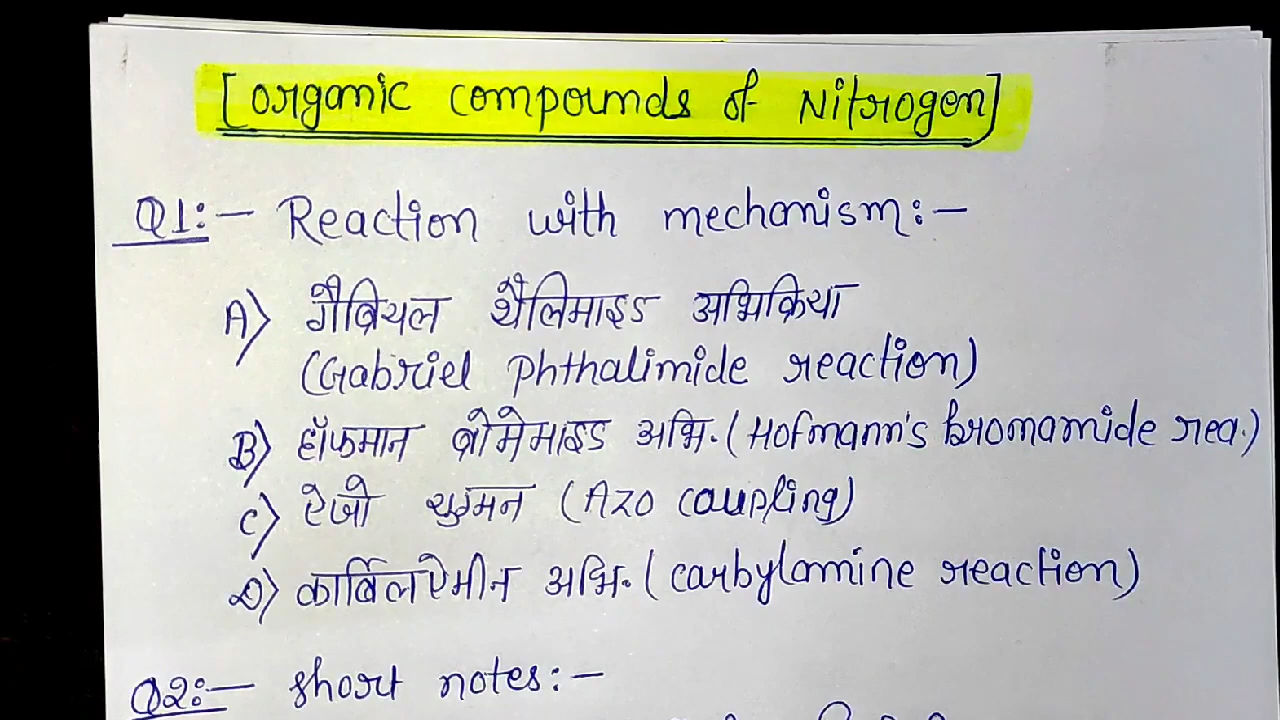 [Organic compounds of Nitrogen]
Q1:- Reaction with mechanism:-
A) गैब्रियल थैलिमाइड अभिक्रिया
(Gabriel Phthalimide reaction)
B) हॉफमान ब्रोमेमाइड अभि. (Hofmann's bromamide rea.)
C) ऐजो युग्मन (Azo coupling)
D) कार्बिलऐमीन अभि. (carbylamine reaction)
Q2:- short notes:-